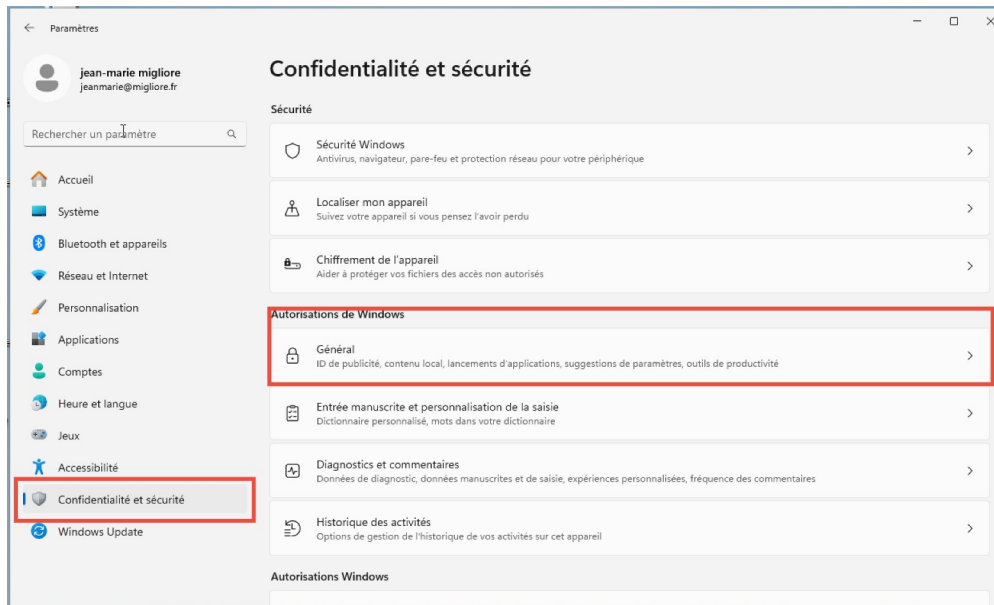 Paramètres
jean-marie migliore
jeanmarie@migliore.fr
Rechercher un paramètre
Accueil
Système
Bluetooth et appareils
Réseau et Internet
Personnalisation
Applications
Comptes
Heure et langue
Jeux
Accessibilité
Confidentialité et sécurité
Windows Update
Confidentialité et sécurité
Sécurité
Sécurité Windows
Antivirus, navigateur, pare-feu et protection réseau pour votre périphérique
Localiser mon appareil
Suivez votre appareil si vous pensez l'avoir perdu
Chiffrement de l'appareil
Aider à protéger vos fichiers des accès non autorisés
Autorisations de Windows
Général
ID de publicité, contenu local, lancements d'applications, suggestions de paramètres, outils de productivité
Entrée manuscrite et personnalisation de la saisie
Dictionnaire personnalisé, mots dans votre dictionnaire
Diagnostics et commentaires
Données de diagnostic, données manuscrites et de saisie, expériences personnalisées, fréquence des commentaires
Historique des activités
Options de gestion de l'historique de vos activités sur cet appareil
Autorisations Windows